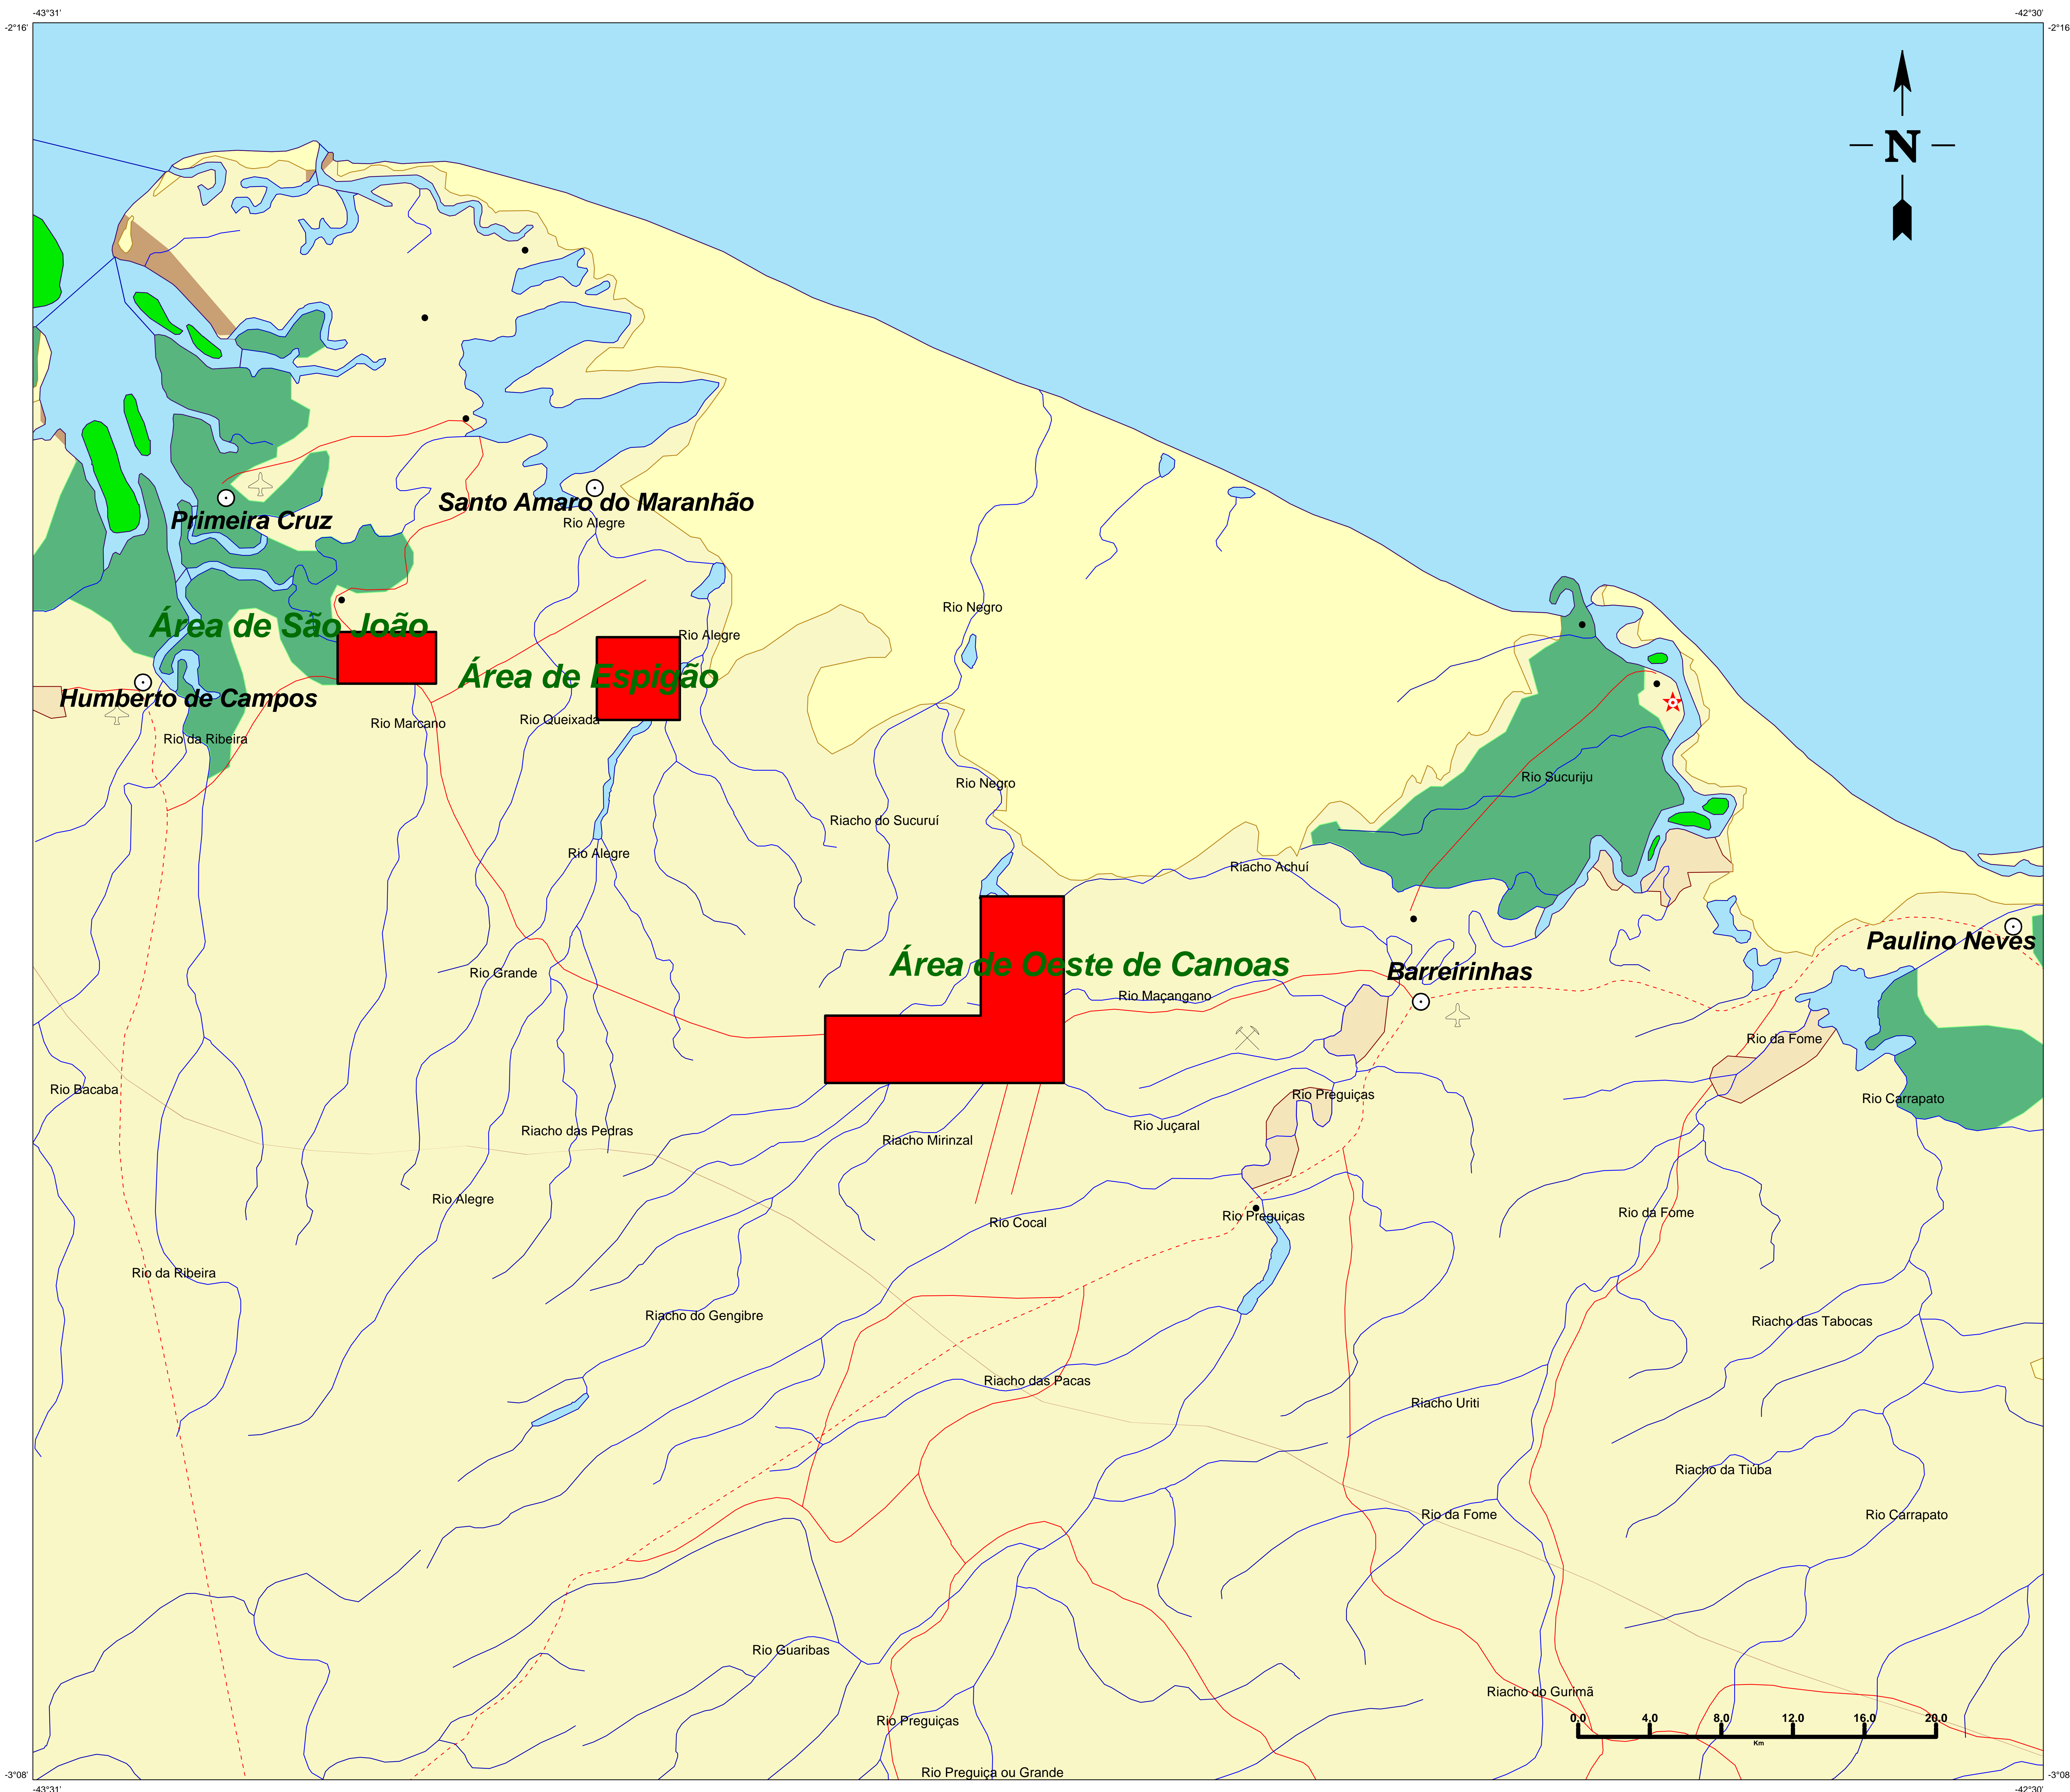 -43°31'
-42°30'
-2°16'
-2°16
N
Santo Amaro do Maranhão
Primeira Cruz
Rio Alegre
Rio Negro
Área de São João
Rio Alegre
Área de Espigão
Humberto de Campos
Rio Marcano
Rio Queixada
Rio da Ribeira
Rio Sucuriju
Rio Negro
Riacho do Sucuruí
Rio Alegre
Riacho Achuí
Paulino Neves
Área de Oeste de Canoas
Barreirinhas
Rio Grande
Rio Maçangano
Rio da Fome
Rio Bacaba
Rio Preguiças
Rio Carrapato
Rio Juçaral
Riacho das Pedras
Riacho Mirinzal
Rio Alegre
Rio da Fome
Rio Preguiças
Rio Cocal
Rio da Ribeira
Riacho do Gengibre
Riacho das Tabocas
Riacho das Pacas
Riacho Uriti
Riacho da Tiúba
Rio da Fome
Rio Carrapato
Rio Guaribas
Riacho do Gurimã
Rio Preguiças
0.0 4.0 8.0 12.0 16.0 20.0
Km
Rio Preguiça ou Grande
-3°08'
-3°08
-43°31'
-42°30'